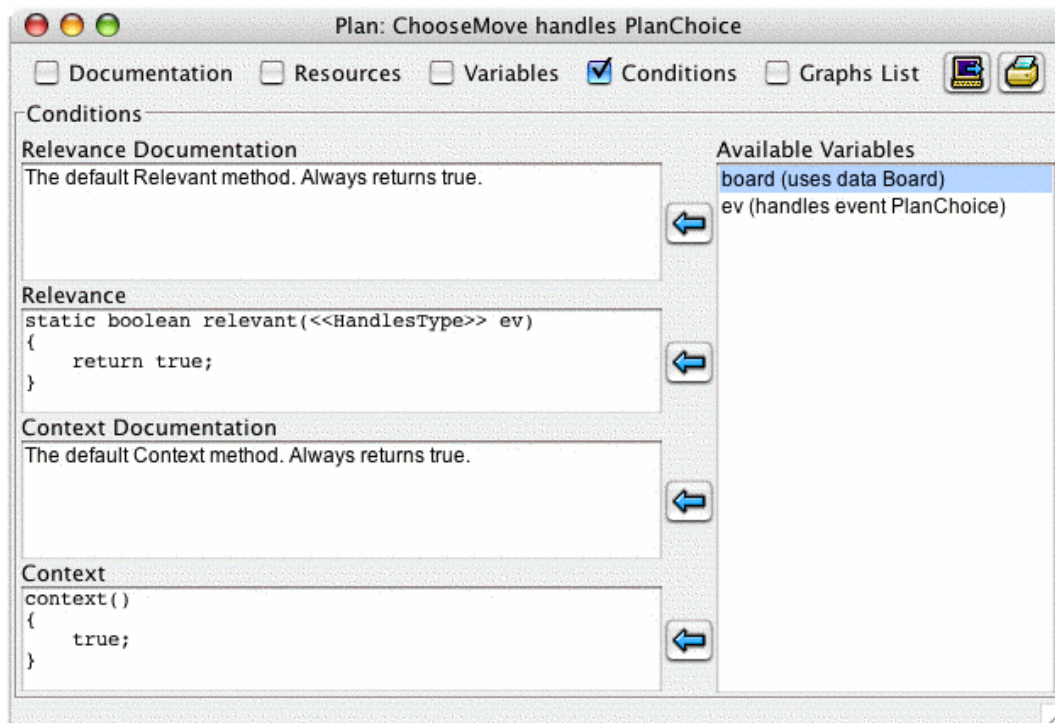 Plan: ChooseMove handles PlanChoice
Documentation Resources Variables Conditions Graphs List
Conditions
Relevance Documentation
The default Relevant method. Always returns true.
Relevance
static boolean relevant(<<HandlesType>> ev)
{
    return true;
}
Context Documentation
The default Context method. Always returns true.
Context
context()
{
    true;
}
Available Variables
board (uses data Board)
ev (handles event PlanChoice)